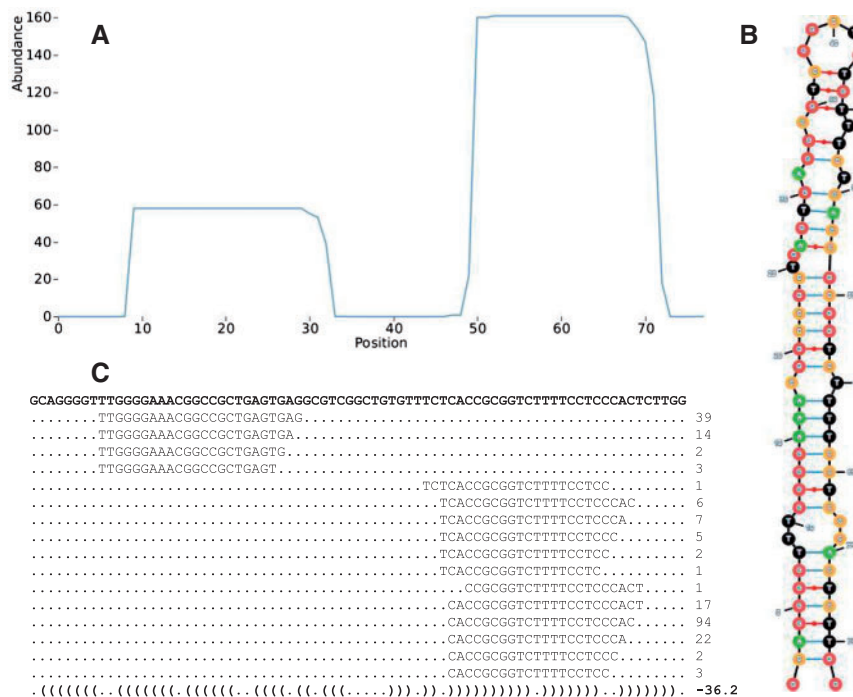 A
B
C
Abundance
160
140
120
100
80
60
40
20
0
0
10
20
30
40
50
60
70
Position
GCAGGGGTTTGGGGAAACGGCCGCTGAGTGAGGCGTCGGCTGTGTTTCTCACCGCGGTCTTTTCCTCCCACTCTTGG
........TTGGGGAAACGGCCGCTGAGTGAG............................................. 39
........TTGGGGAAACGGCCGCTGAGTGA.............................................. 14
........TTGGGGAAACGGCCGCTGAGTG............................................... 2
........TTGGGGAAACGGCCGCTGAGT................................................ 3
..............................................TCTCACCGCGGTCTTTTCCTCC......... 1
................................................TCACCGCGGTCTTTTCCTCCCAC...... 6
................................................TCACCGCGGTCTTTTCCTCCCA....... 7
................................................TCACCGCGGTCTTTTCCTCCC........ 5
................................................TCACCGCGGTCTTTTCCTCC......... 2
................................................TCACCGCGGTCTTTTCCTC.......... 1
...................................................CCGCGGTCTTTTCCTCCCACT..... 1
.................................................CACCGCGGTCTTTTCCTCCCACT..... 17
.................................................CACCGCGGTCTTTTCCTCCCAC...... 94
.................................................CACCGCGGTCTTTTCCTCCCA....... 22
.................................................CACCGCGGTCTTTTCCTCCC........ 2
.................................................CACCGCGGTCTTTTCCTCC......... 3
.(((((((..(((((((.((((((..((((.((.(((....)))..)).)))))))))).)))))))..))))))). -36.2